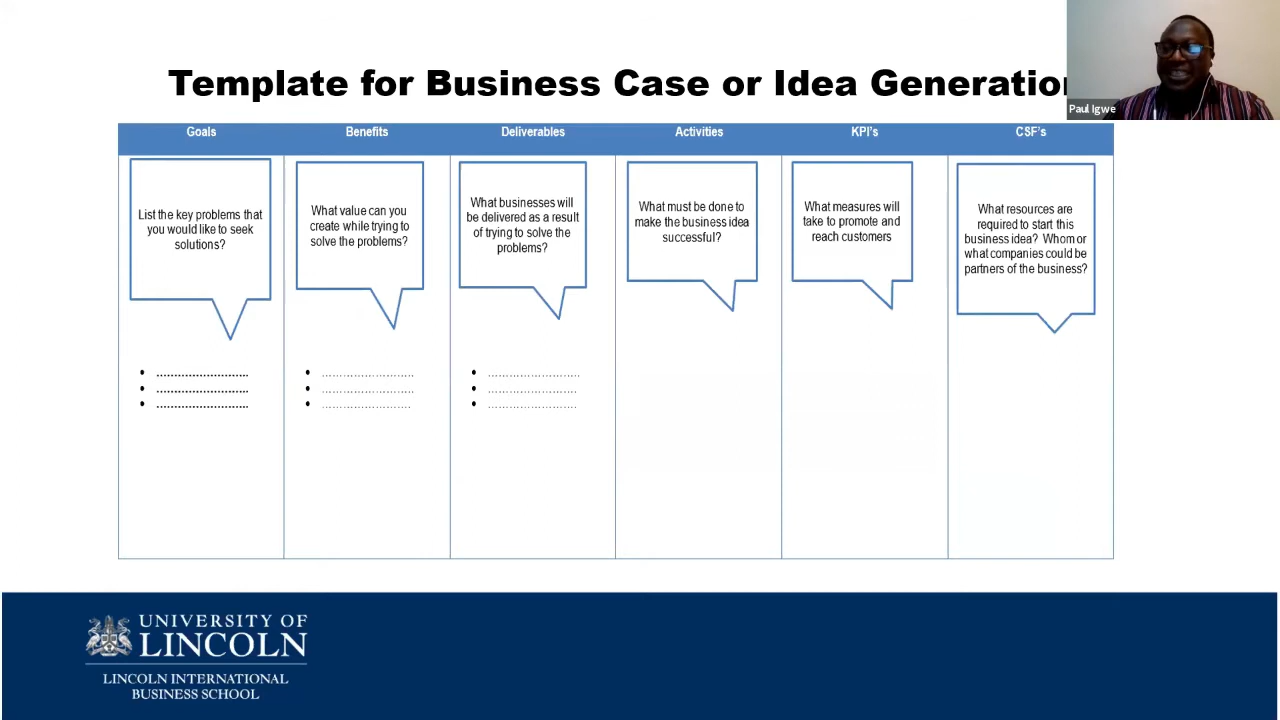 Template for Business Case or Idea Generation
Paul Igwe
Goals
Benefits
Deliverables
Activities
KPI's
CSF's
List the key problems that
you would like to seek
solutions?
What value can you
create while trying to
solve the problems?
What businesses will
be delivered as a result
of trying to solve the
problems?
What must be done to
make the business idea
successful?
What measures will
take to promote and
reach customers
What resources are
required to start this
business idea? Whom or
what companies could be
partners of the business?
• ........................
• ........................
• ........................
• ........................
• ........................
• ........................
• ........................
• ........................
• ........................
UNIVERSITY OF
LINCOLN
LINCOLN INTERNATIONAL
BUSINESS SCHOOL